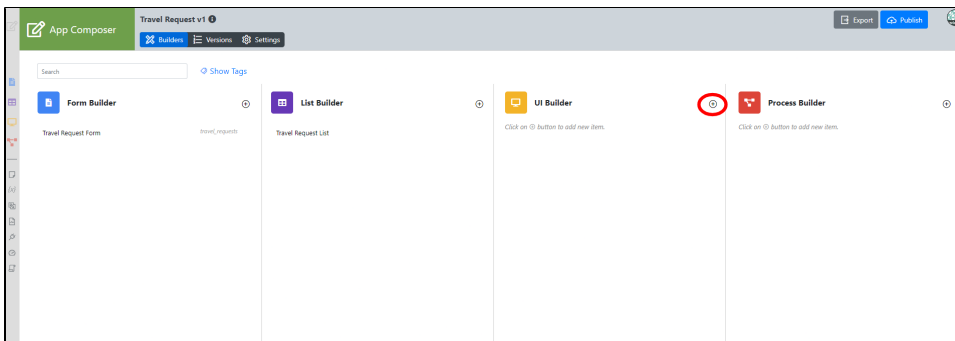 App Composer
Travel Request v1
Builders Versions Settings
Export Publish
Search
Show Tags
Form Builder
Travel Request Form travel_requests
List Builder
Travel Request List
UI Builder
Click on ⊕ button to add new item.
Process Builder
Click on ⊕ button to add new item.
{x}